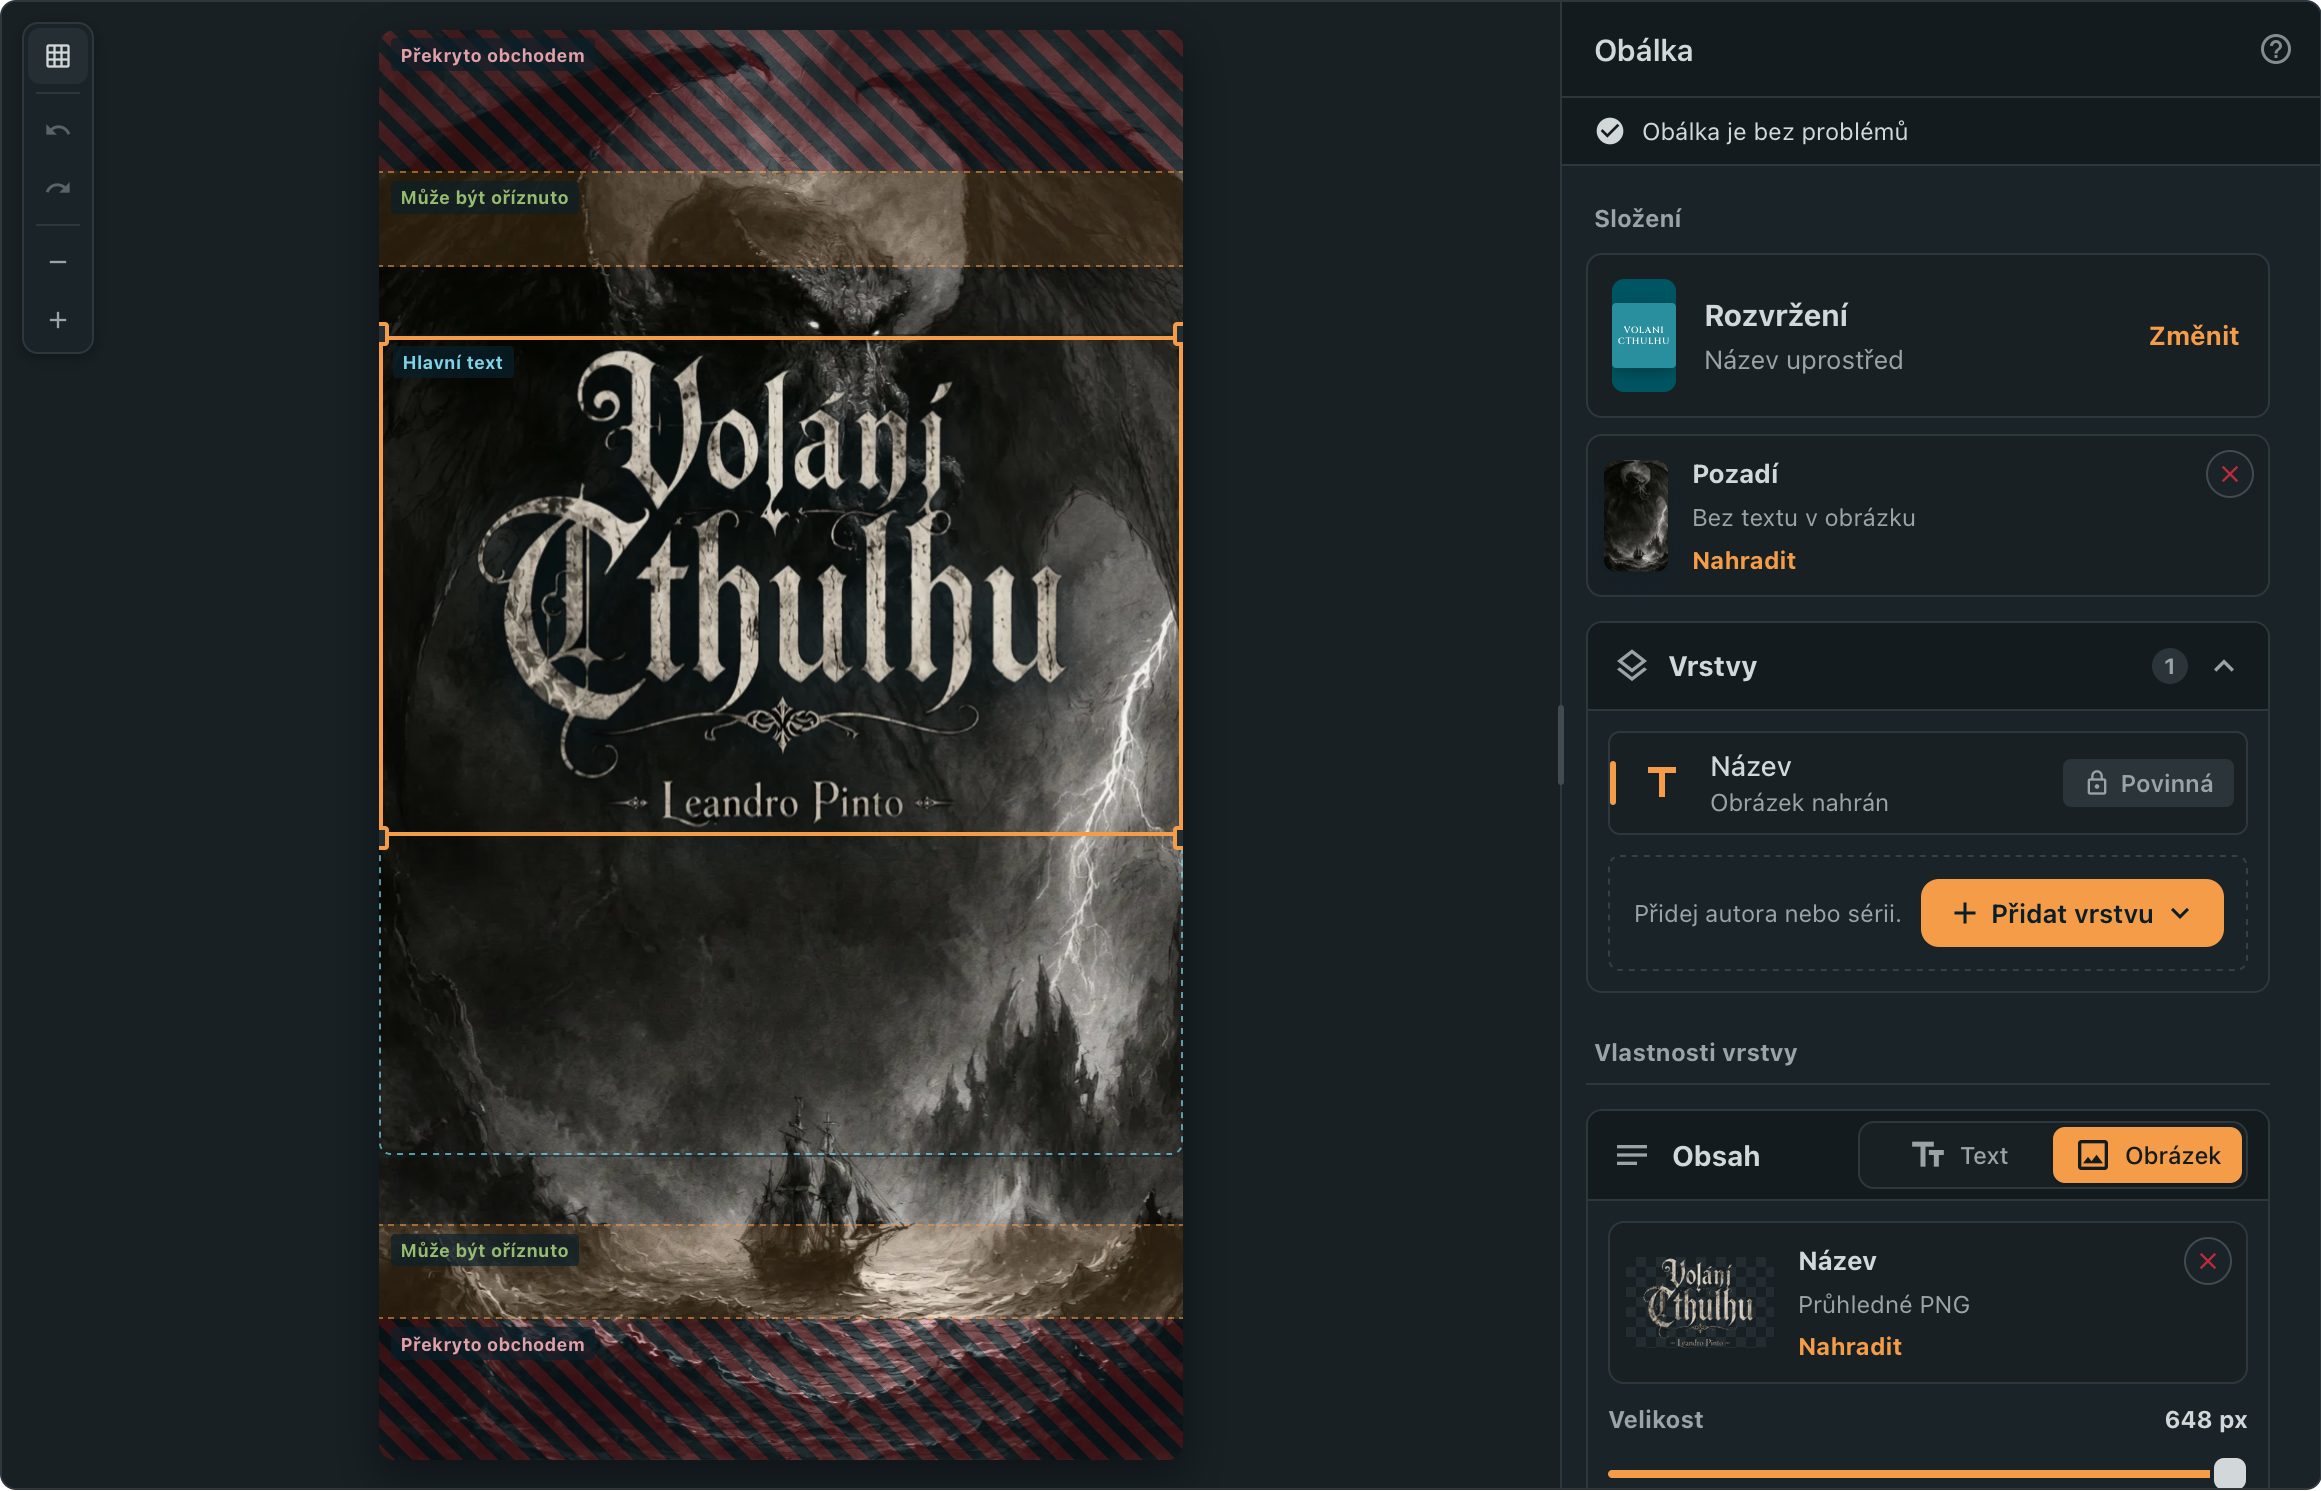 Překryto obchodem
Může být oříznuto
Hlavní text
Volání
Cthulhu
Leandro Pinto
Může být oříznuto
Překryto obchodem
Obálka
Obálka je bez problémů
Složení
VOLANI
CTHULHU
Rozvržení
Název uprostřed
Změnit
Pozadí
Bez textu v obrázku
Nahradit
Vrstvy
1
Název
Obrázek nahrán
Povinná
Přidej autora nebo sérii.
Přidat vrstvu
Vlastnosti vrstvy
Obsah
Text
Obrázek
Volání
Cthulhu
Leandro Pinto
Název
Průhledné PNG
Nahradit
Velikost
648 px